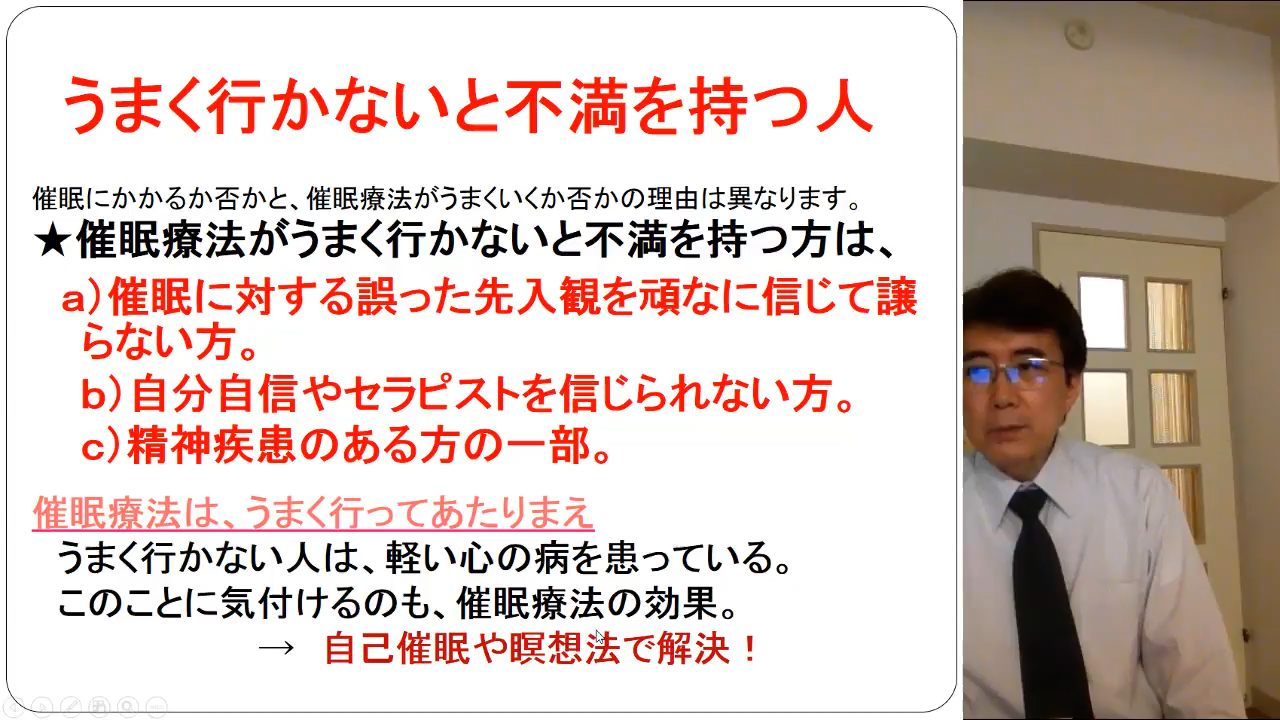 うまく行かないと不満を持つ人
催眠にかかるか否かと、催眠療法がうまくいくか否かの理由は異なります。
★催眠療法がうまく行かないと不満を持つ方は、
a）催眠に対する誤った先入観を頑なに信じて譲
らない方。
b）自分自信やセラピストを信じられない方。
c）精神疾患のある方の一部。
催眠療法は、うまく行ってあたりまえ
うまく行かない人は、軽い心の病を患っている。
このことに気付けるのも、催眠療法の効果。
→ 自己催眠や瞑想法で解決！